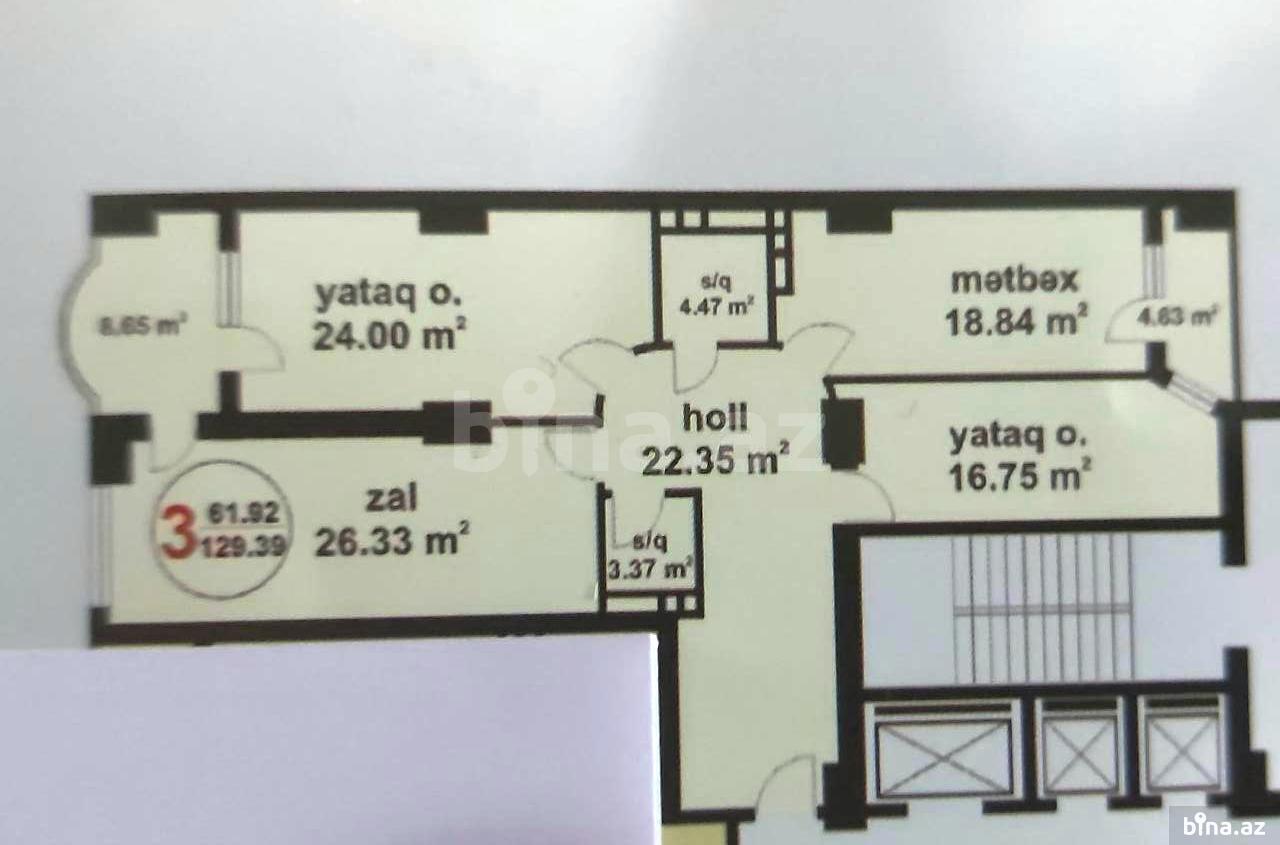 yataq o.
24.00 m²
s/q
4.47 m²
mətbəx
18.84 m²
8.65 m²
4.63 m²
holl
22.35 m²
yataq o.
16.75 m²
zal
26.33 m²
3
61.92
129.39
s/q
3.37 m²
bina.az
bina.az